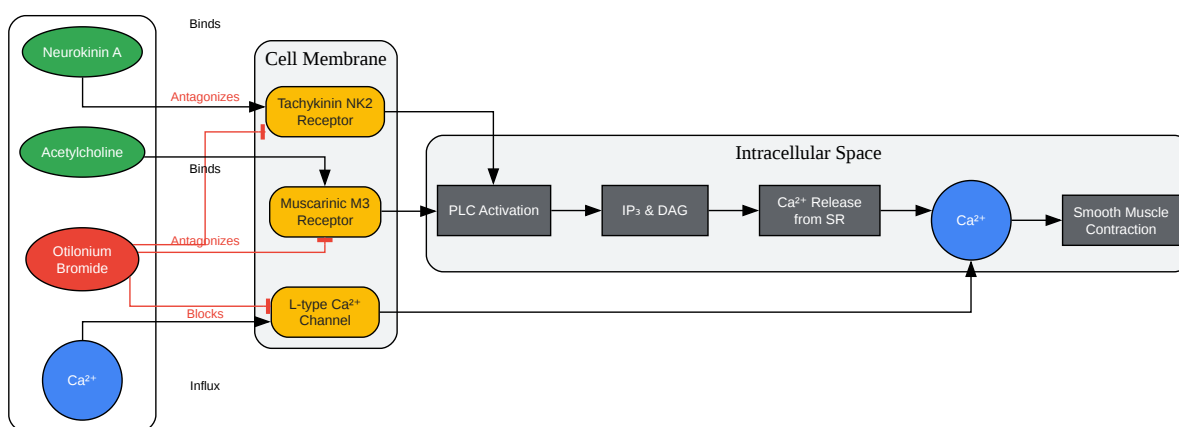 Binds
Neurokinin A
Cell Membrane
Antagonizes
Tachykinin NK2
Receptor
Acetylcholine
Binds
Intracellular Space
Muscarinic M3
Receptor
PLC Activation
IP₃ & DAG
Ca²⁺ Release
from SR
Ca²⁺
Smooth Muscle
Contraction
Antagonizes
Otilonium
Bromide
L-type Ca²⁺
Channel
Blocks
Ca²⁺
Influx